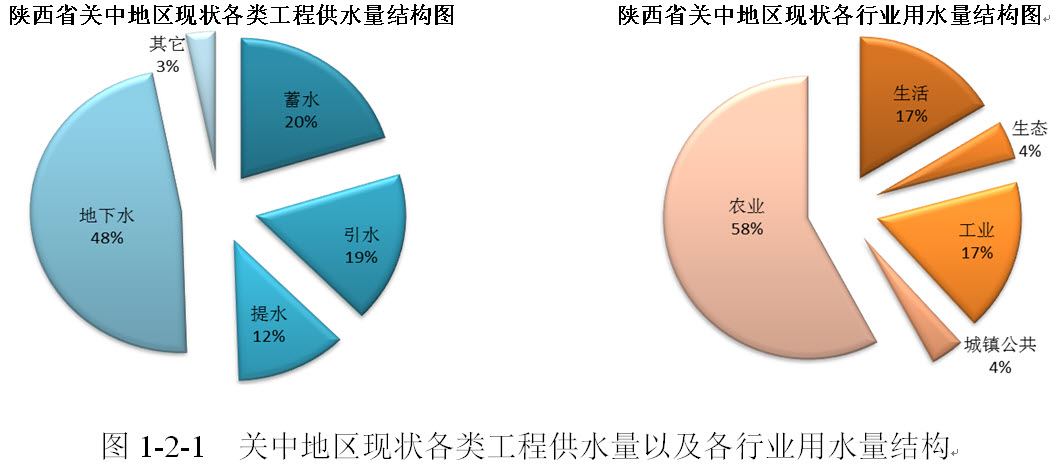 陕西省关中地区现状各类工程供水量结构图
其它
3%
蓄水
20%
地下水
48%
引水
19%
提水
12%
陕西省关中地区现状各行业用水量结构图
生活
17%
生态
4%
农业
58%
工业
17%
城镇公共
4%
图 1-2-1 关中地区现状各类工程供水量以及各行业用水量结构